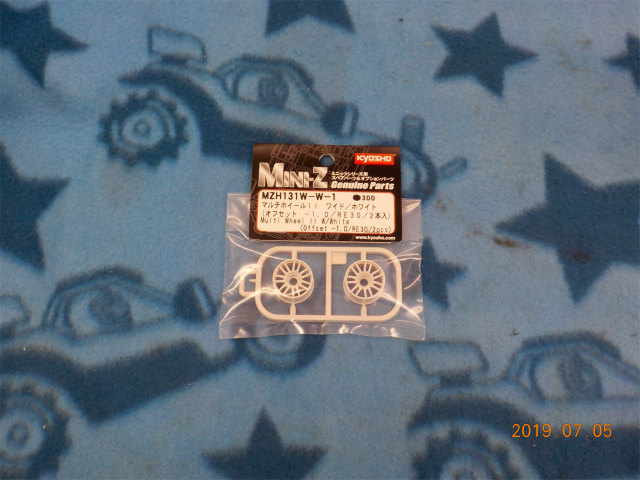 KYOSHO
MINI-Z
ミニッツシリーズ用
スペアパーツ&オプションパーツ
Genuine Parts
MZH131W-W-1 ●300
マルチホイールII ワイド/ホワイト
(オフセット -1.0/RE30/2本入)
Multi Wheel II W/White
(Offset -1.0/RE30/2pcs)
www.kyosho.com
2019.07.05